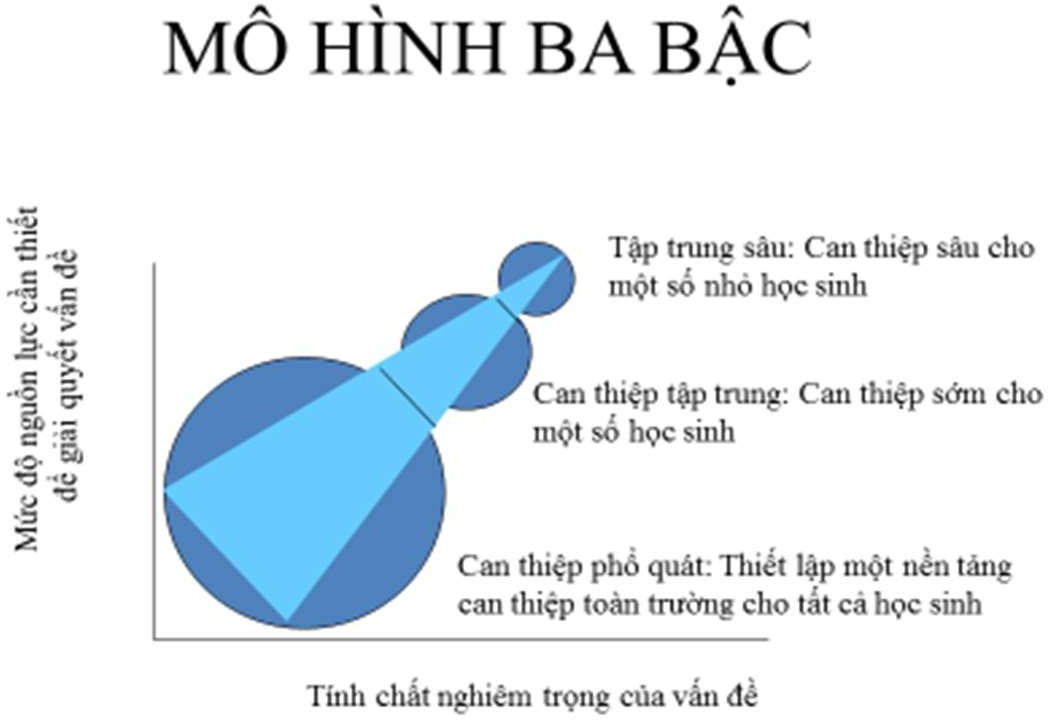 MÔ HÌNH BA BẬC
Mức độ nguồn lực cần thiết
để giải quyết vấn đề
Tập trung sâu: Can thiệp sâu cho
một số nhỏ học sinh
Can thiệp tập trung: Can thiệp sớm cho
một số học sinh
Can thiệp phổ quát: Thiết lập một nền tảng
can thiệp toàn trường cho tất cả học sinh
Tính chất nghiêm trọng của vấn đề